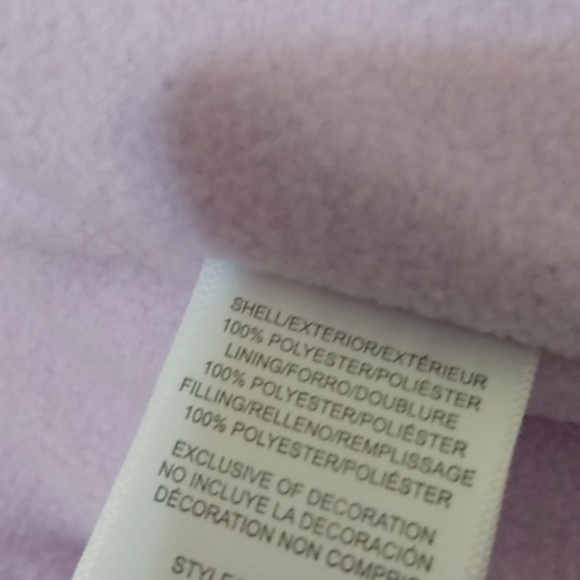 SHELL/EXTERIOR/EXTÉRIEUR
100% POLYESTER/POLIÉSTER
LINING/FORRO/DOUBLURE
100% POLYESTER/POLIÉSTER
FILLING/RELLENO/REMPLISSAGE
100% POLYESTER/POLIÉSTER
EXCLUSIVE OF DECORATION
NO INCLUYE LA DECORACIÓN
DÉCORATION NON